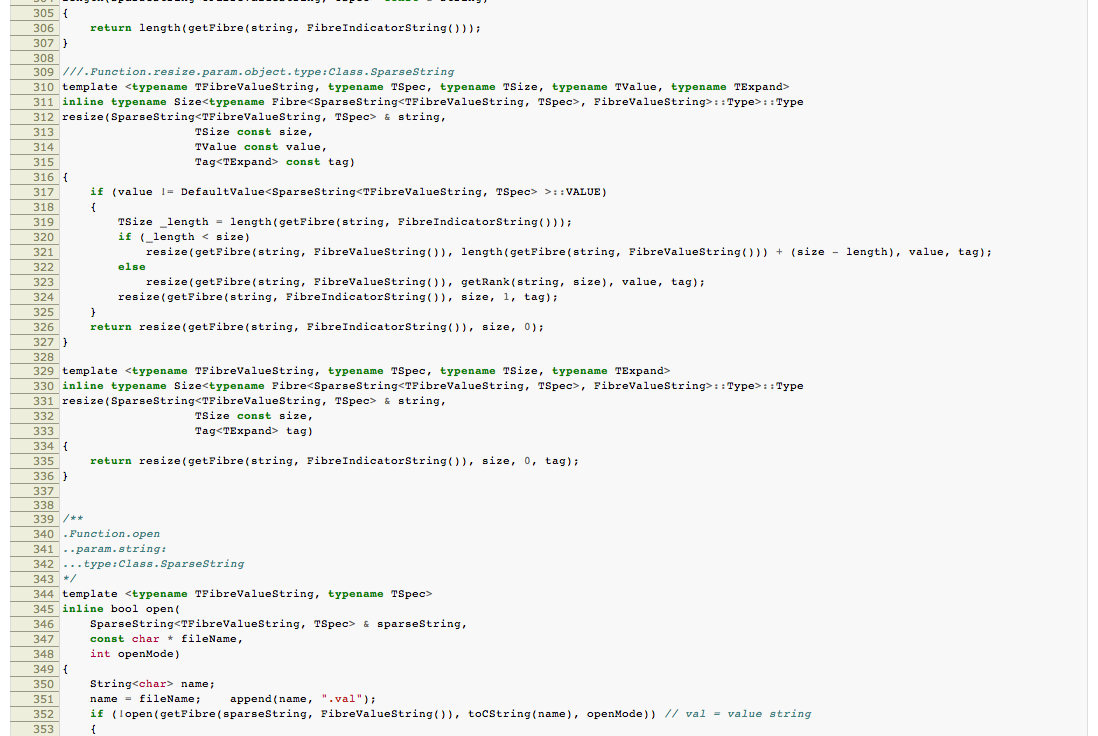 305 {
306     return length(getFibre(string, FibreIndicatorString()));
307 }
308
309 ///.Function.resize.param.object.type:Class.SparseString
310 template <typename TFibreValueString, typename TSpec, typename TSize, typename TValue, typename TExpand>
311 inline typename Size<typename Fibre<SparseString<TFibreValueString, TSpec>, FibreIndicatorString>::Type>::Type
312 resize(SparseString<TFibreValueString, TSpec> & string,
313                    TSize const size,
314                    TValue const value,
315                    Tag<TExpand> const tag)
316 {
317     if (value != DefaultValue<SparseString<TFibreValueString, TSpec> >::VALUE)
318     {
319         TSize _length = length(getFibre(string, FibreIndicatorString()));
320         if (_length < size)
321             resize(getFibre(string, FibreValueString()), length(getFibre(string, FibreValueString())) + (size - length), value, tag);
322         else
323             resize(getFibre(string, FibreValueString()), getRank(string, size), value, tag);
324         resize(getFibre(string, FibreIndicatorString()), size, 1, tag);
325     }
326     return resize(getFibre(string, FibreIndicatorString()), size, 0);
327 }
328
329 template <typename TFibreValueString, typename TSpec, typename TSize, typename TExpand>
330 inline typename Size<typename Fibre<SparseString<TFibreValueString, TSpec>, FibreIndicatorString>::Type>::Type
331 resize(SparseString<TFibreValueString, TSpec> & string,
332                    TSize const size,
333                    Tag<TExpand> tag)
334 {
335     return resize(getFibre(string, FibreIndicatorString()), size, 0, tag);
336 }
337
338
339 /**
340 .Function.open
341 ..param.string:
342 ...type:Class.SparseString
343 */
344 template <typename TFibreValueString, typename TSpec>
345 inline bool open(
346     SparseString<TFibreValueString, TSpec> & sparseString,
347     const char * fileName,
348     int openMode)
349 {
350     String<char> name;
351     name = fileName;    append(name, ".val");
352     if (!open(getFibre(sparseString, FibreValueString()), toCString(name), openMode)) // val = value string
353     {